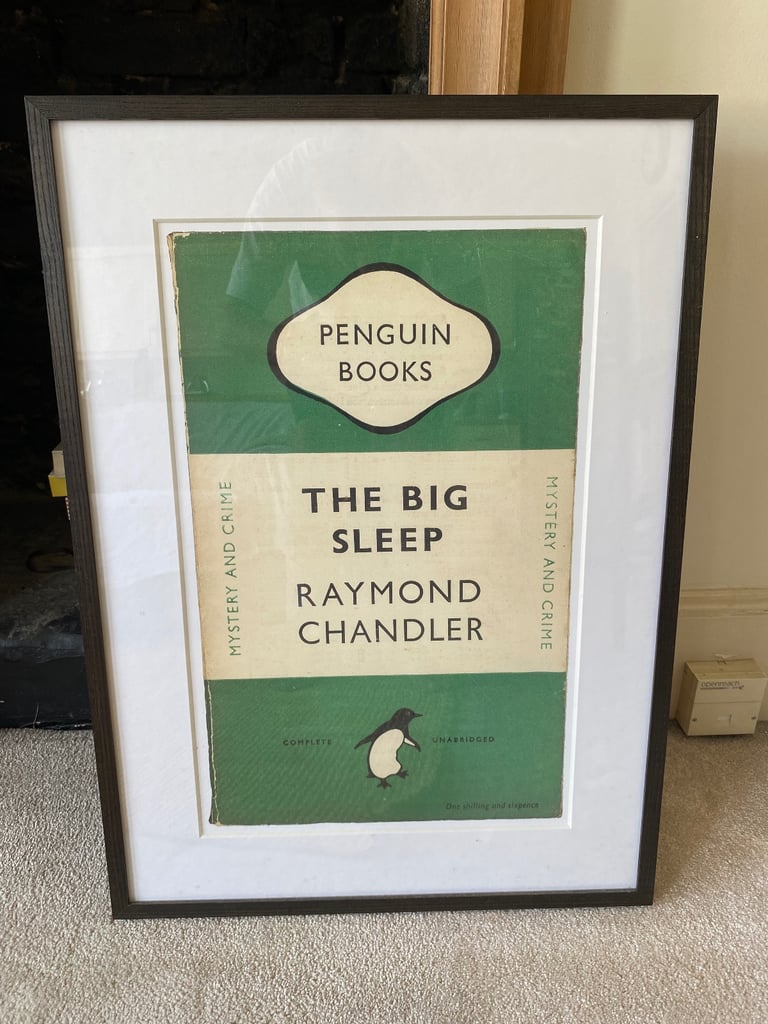 PENGUIN
BOOKS
MYSTERY AND CRIME
THE BIG
SLEEP
RAYMOND
CHANDLER
MYSTERY AND CRIME
COMPLETE
UNABRIDGED
One shilling and sixpence
openreach